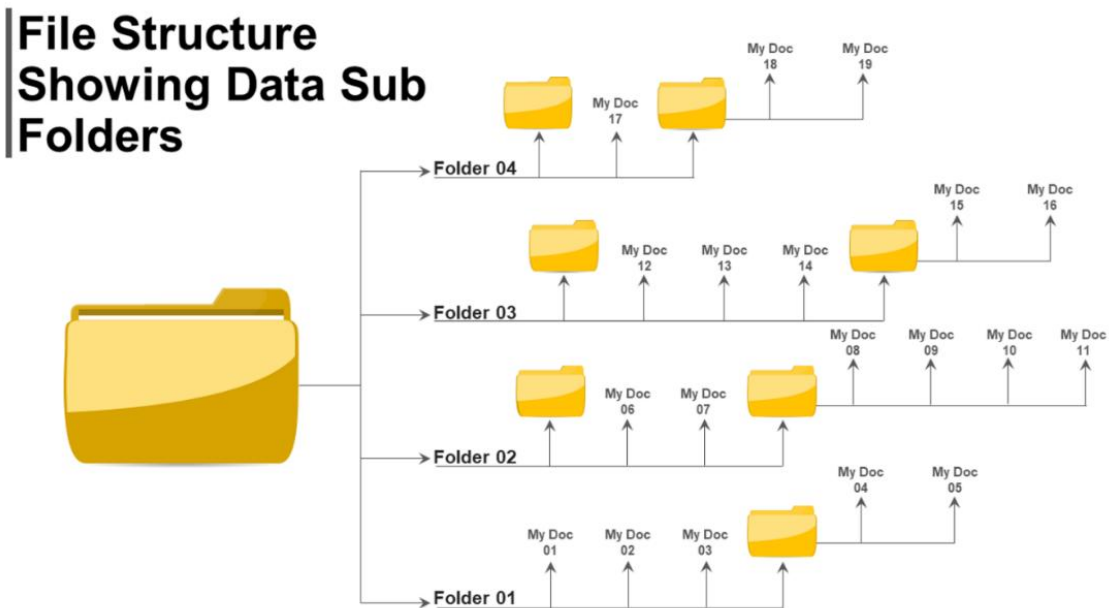 File Structure
Showing Data Sub
Folders
My Doc
18
My Doc
19
My Doc
17
Folder 04
My Doc
15
My Doc
16
My Doc
12
My Doc
13
My Doc
14
Folder 03
My Doc
08
My Doc
09
My Doc
10
My Doc
11
My Doc
06
My Doc
07
Folder 02
My Doc
04
My Doc
05
My Doc
01
My Doc
02
My Doc
03
Folder 01